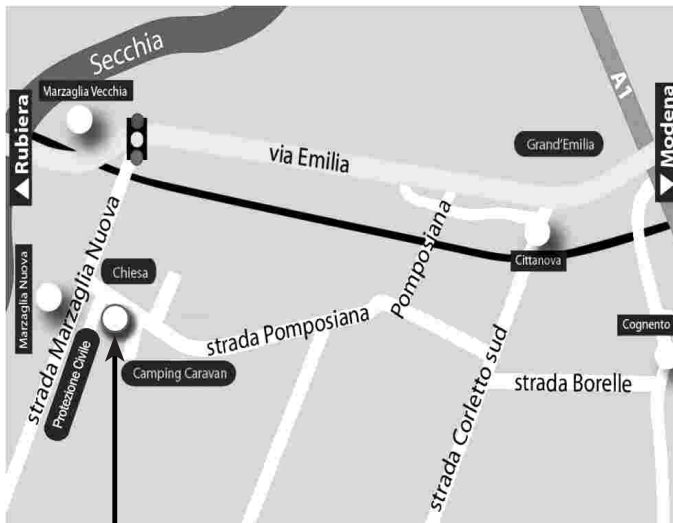 Secchia
A1
Marzaglia Vecchia
Rubiera
via Emilia
Grand'Emilia
Modena
strada Marzaglia Nuova
Chiesa
Pomposiana
Cittanova
Marzaglia Nuova
strada Pomposiana
Cognento
Protezione Civile
Camping Caravan
strada Corletto sud
strada Borelle